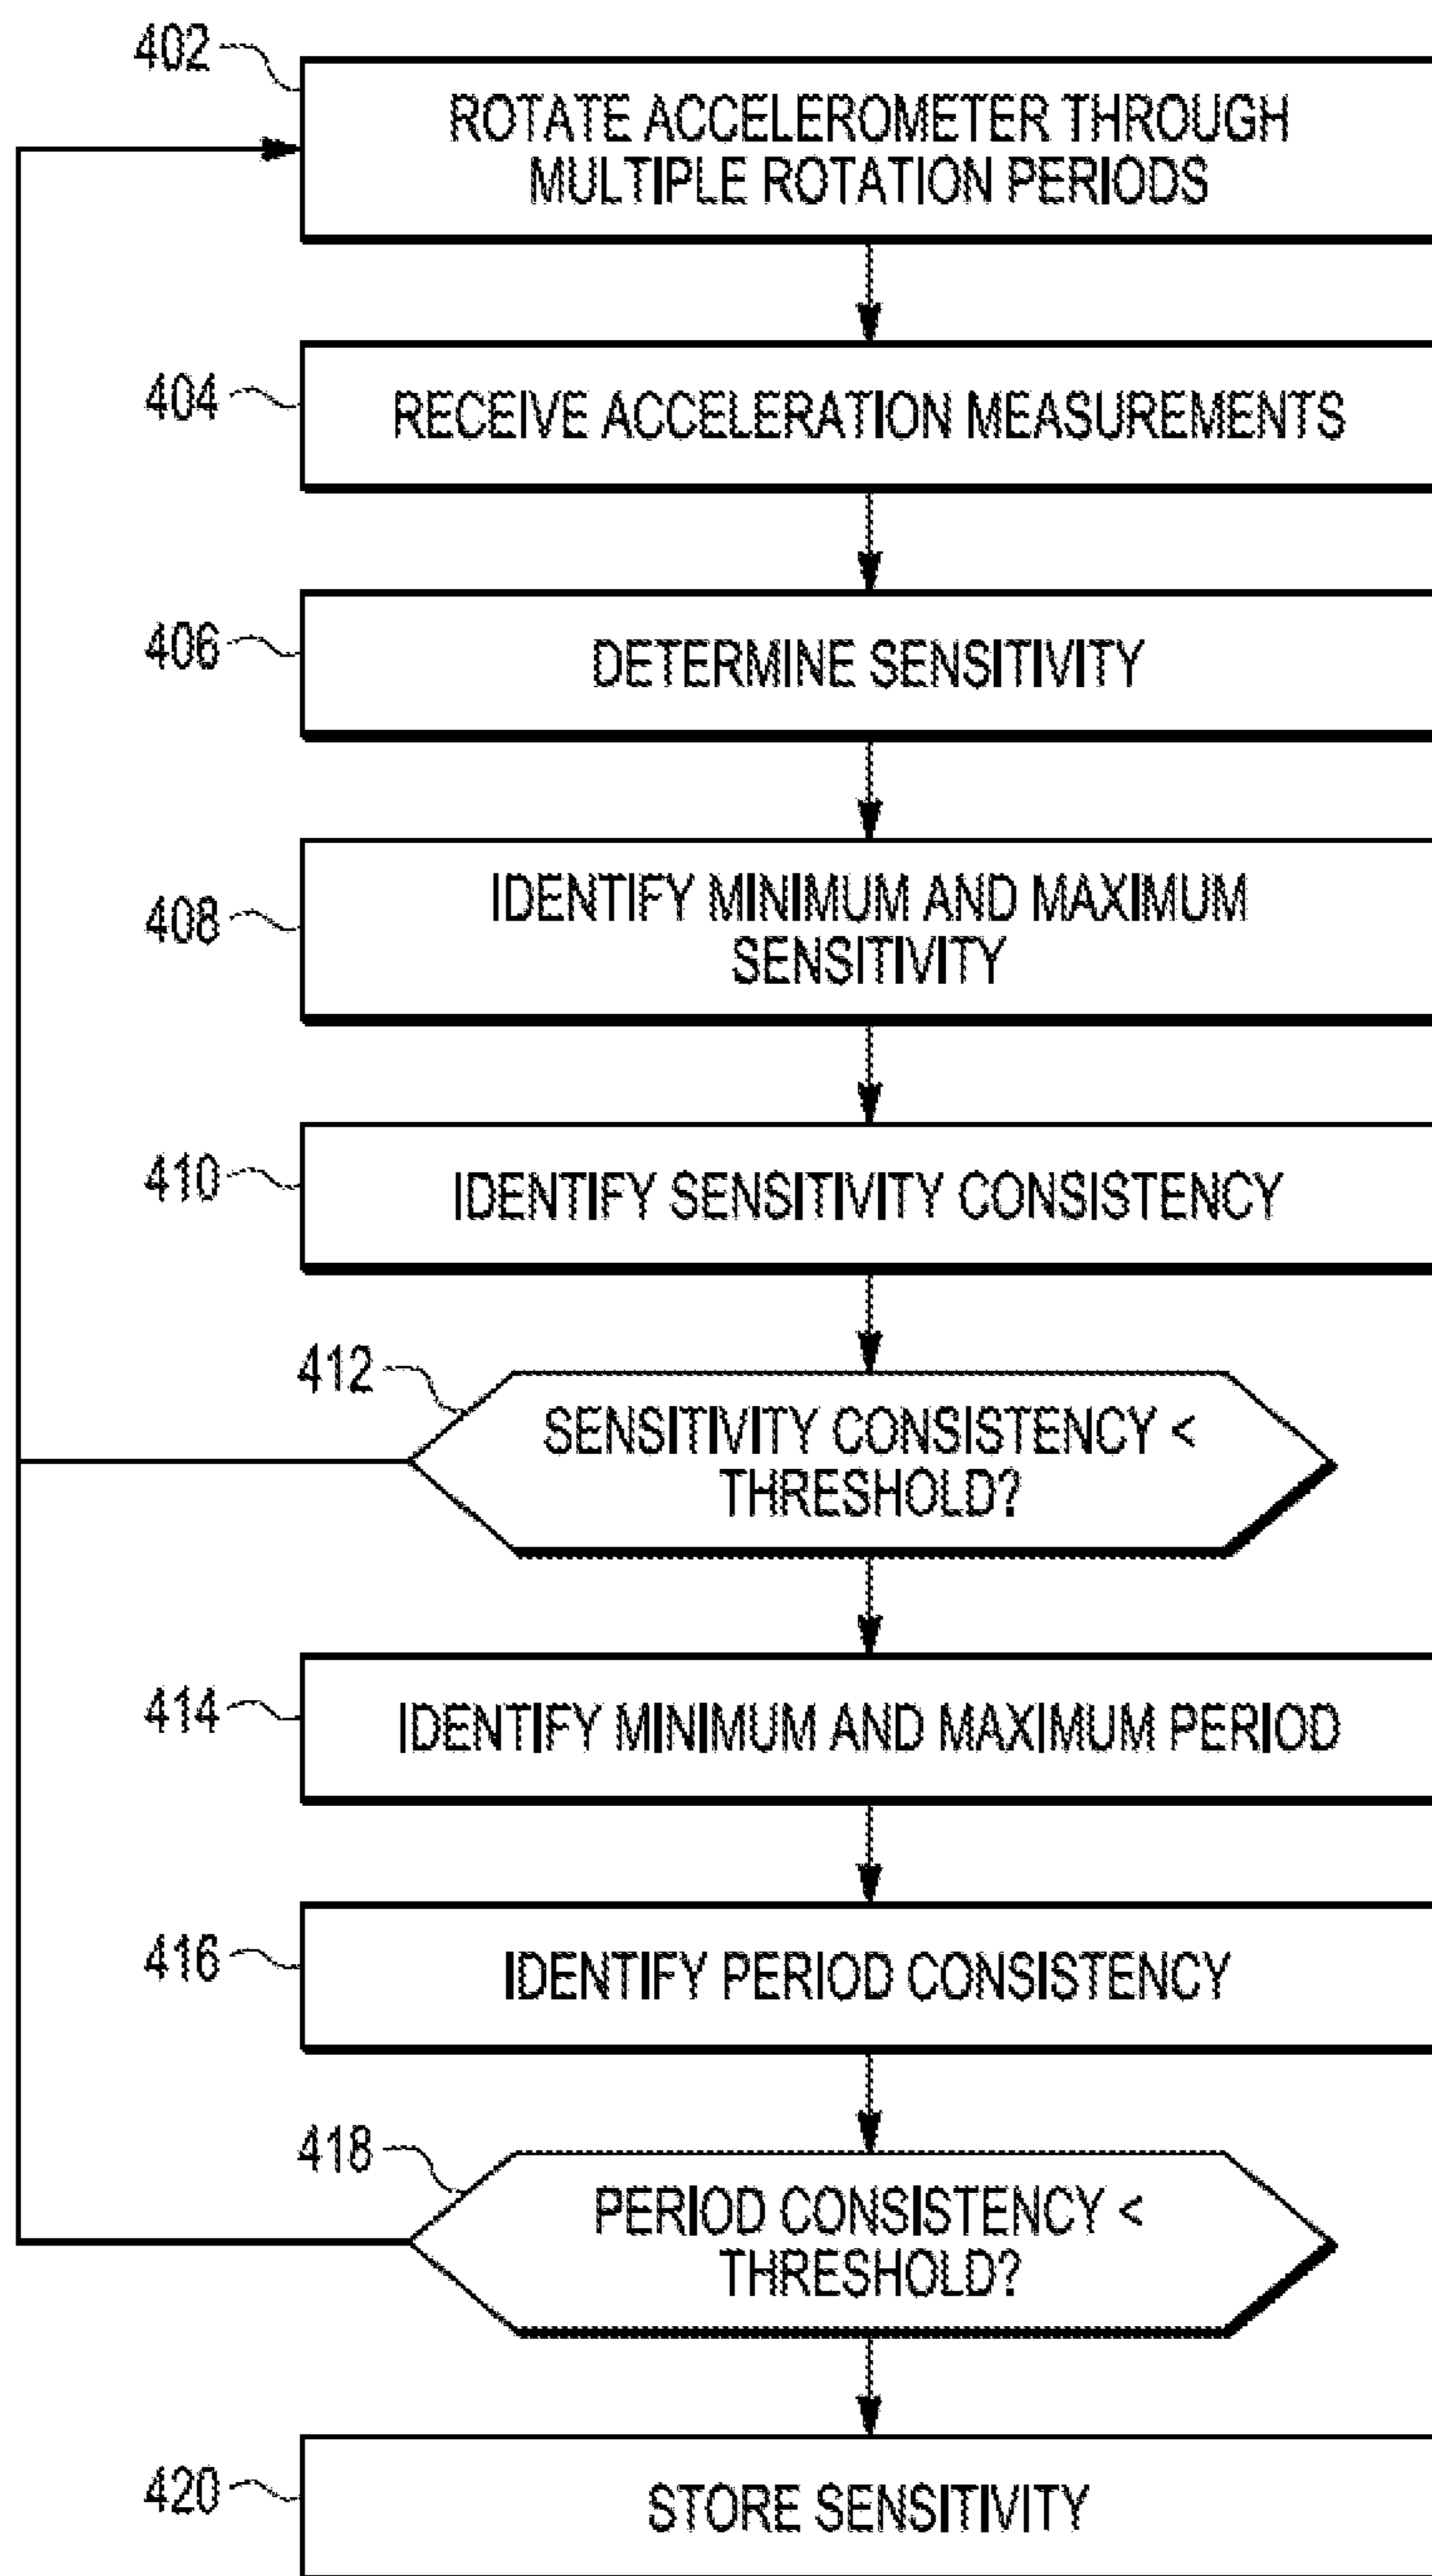 402
ROTATE ACCELEROMETER THROUGH
MULTIPLE ROTATION PERIODS
404
RECEIVE ACCELERATION MEASUREMENTS
406
DETERMINE SENSITIVITY
408
IDENTIFY MINIMUM AND MAXIMUM
SENSITIVITY
410
IDENTIFY SENSITIVITY CONSISTENCY
412
SENSITIVITY CONSISTENCY <
THRESHOLD?
414
IDENTIFY MINIMUM AND MAXIMUM PERIOD
416
IDENTIFY PERIOD CONSISTENCY
418
PERIOD CONSISTENCY <
THRESHOLD?
420
STORE SENSITIVITY